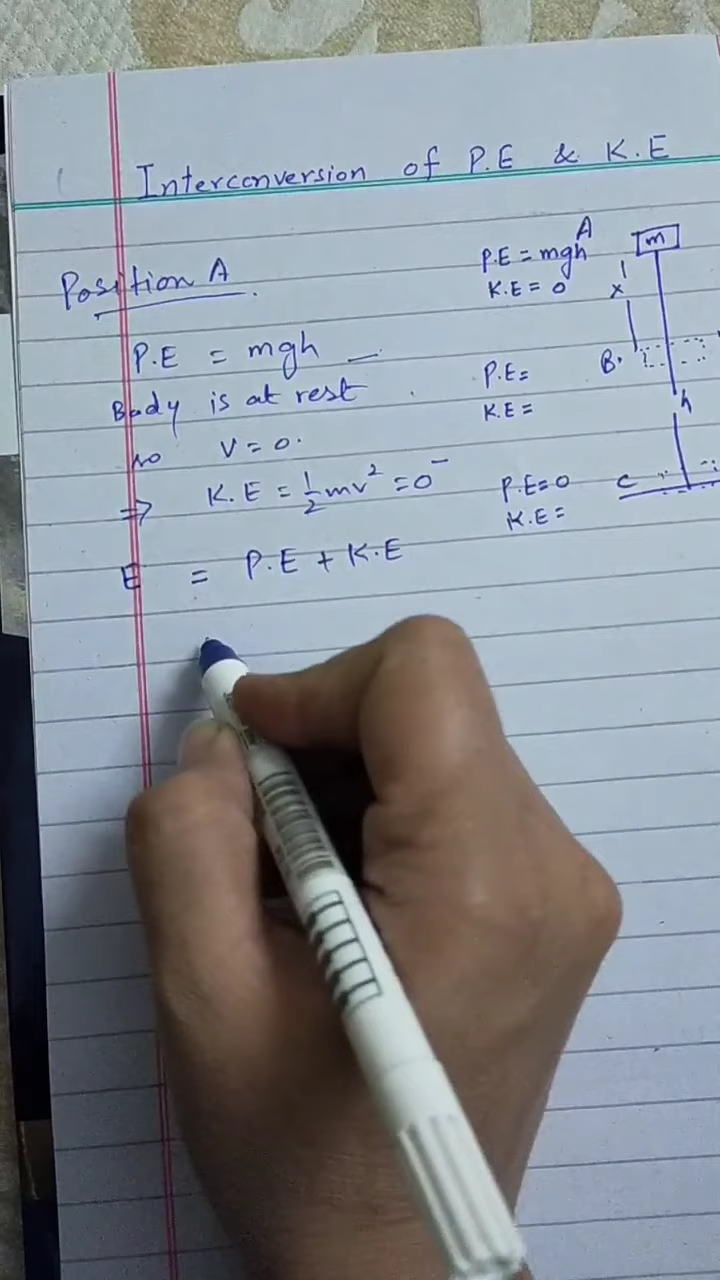 Interconversion of P.E & K.E
Position A
P.E = mgh
Body is at rest
so V = 0.
⇒ K.E = 1/2 mv² = 0
E = P.E + K.E
A
m
P.E = mgh
K.E = 0
x
B.
P.E =
K.E =
h
C
P.E = 0
K.E =